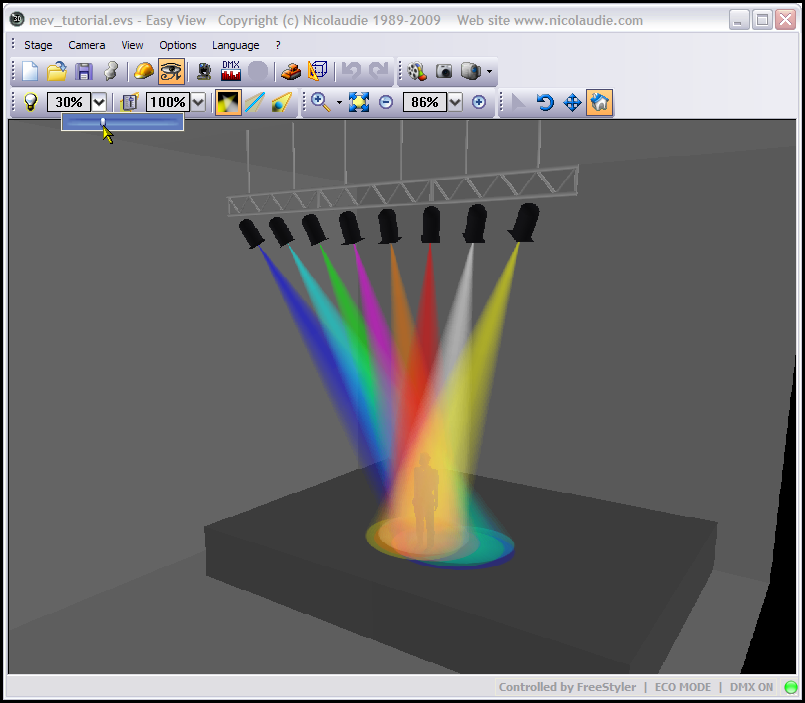 mev_tutorial.evs - Easy View   Copyright (c) Nicolaudie 1989-2009    Web site www.nicolaudie.com
Stage Camera View Options Language ?
DMX
30% 100% 86%
Controlled by FreeStyler | ECO MODE | DMX ON